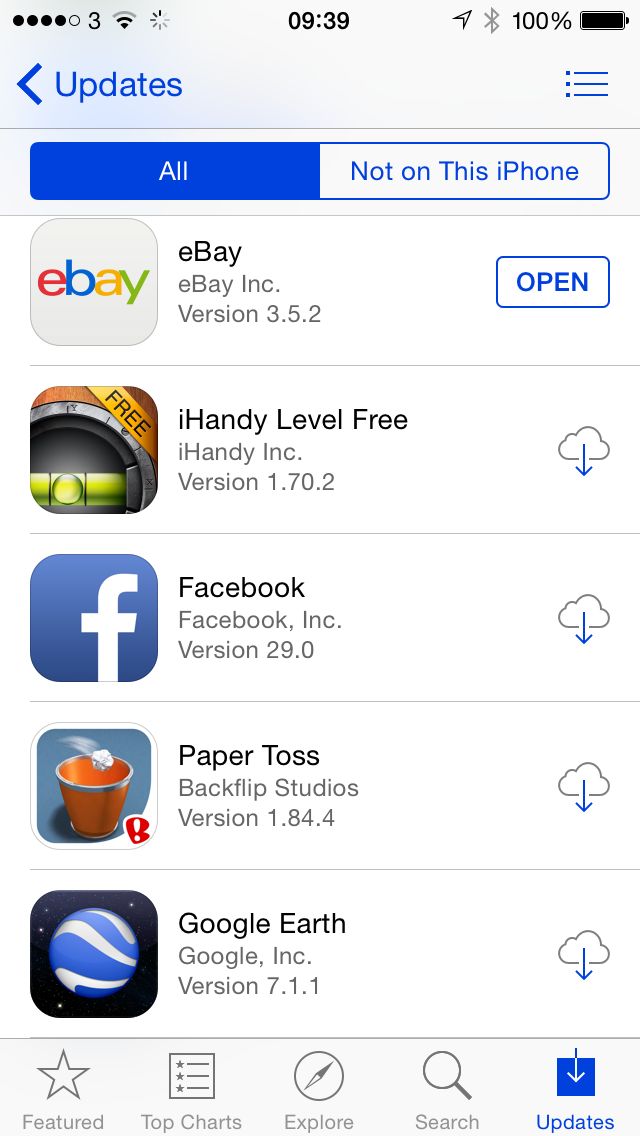 3 09:39 100%
Updates
All Not on This iPhone
ebay
eBay
eBay Inc.
Version 3.5.2
OPEN
FREE
iHandy Level Free
iHandy Inc.
Version 1.70.2
f
Facebook
Facebook, Inc.
Version 29.0
Paper Toss
Backflip Studios
Version 1.84.4
Google Earth
Google, Inc.
Version 7.1.1
Featured Top Charts Explore Search Updates